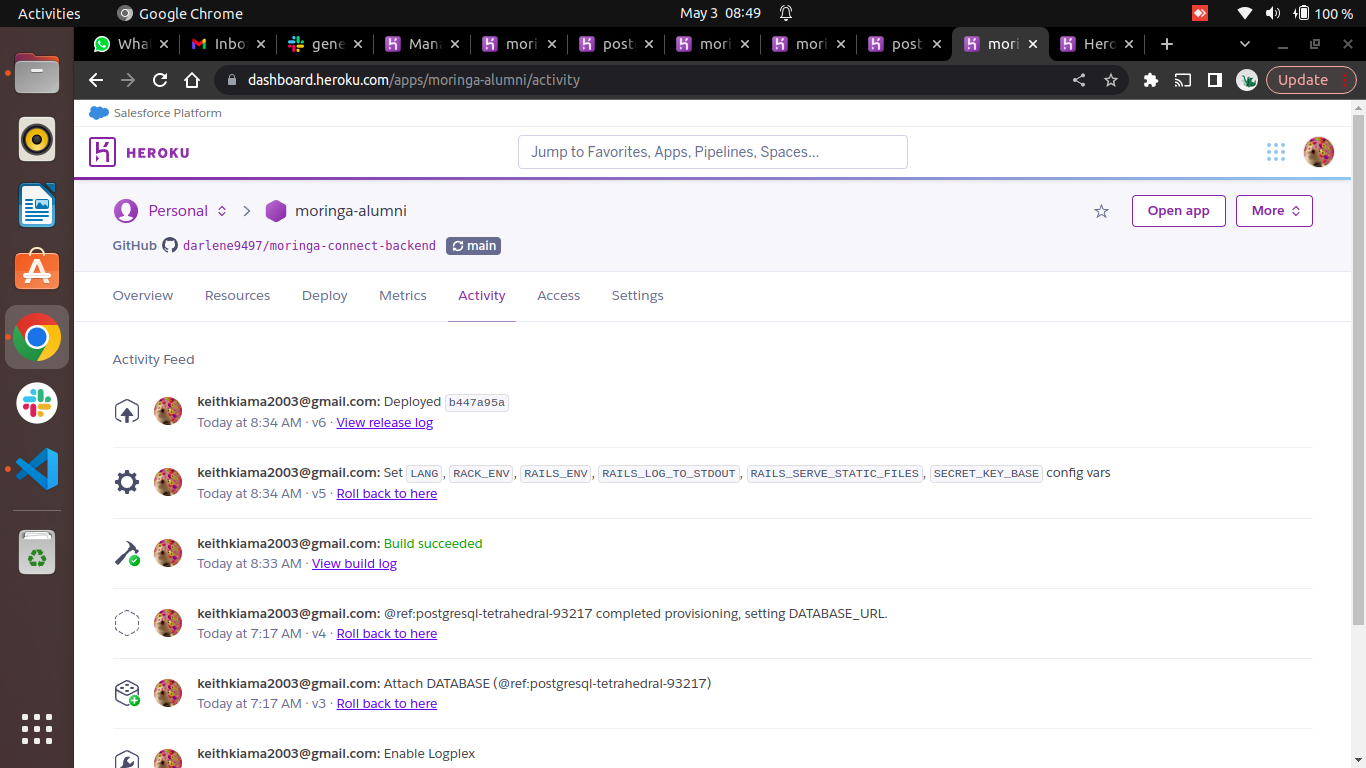 Activities
Google Chrome
May 3 08:49
100 %
What
Inbo
gene
Man
mori
post
mori
mori
post
mori
Hero
dashboard.heroku.com/apps/moringa-alumni/activity
Update
Salesforce Platform
HEROKU
Jump to Favorites, Apps, Pipelines, Spaces...
Personal
moringa-alumni
Open app
More
GitHub darlene9497/moringa-connect-backend main
Overview Resources Deploy Metrics Activity Access Settings
Activity Feed
keithkiama2003@gmail.com: Deployed b447a95a
Today at 8:34 AM · v6 · View release log
keithkiama2003@gmail.com: Set LANG, RACK_ENV, RAILS_ENV, RAILS_LOG_TO_STDOUT, RAILS_SERVE_STATIC_FILES, SECRET_KEY_BASE config vars
Today at 8:34 AM · v5 · Roll back to here
keithkiama2003@gmail.com: Build succeeded
Today at 8:33 AM · View build log
keithkiama2003@gmail.com: @ref:postgresql-tetrahedral-93217 completed provisioning, setting DATABASE_URL.
Today at 7:17 AM · v4 · Roll back to here
keithkiama2003@gmail.com: Attach DATABASE (@ref:postgresql-tetrahedral-93217)
Today at 7:17 AM · v3 · Roll back to here
keithkiama2003@gmail.com: Enable Logplex